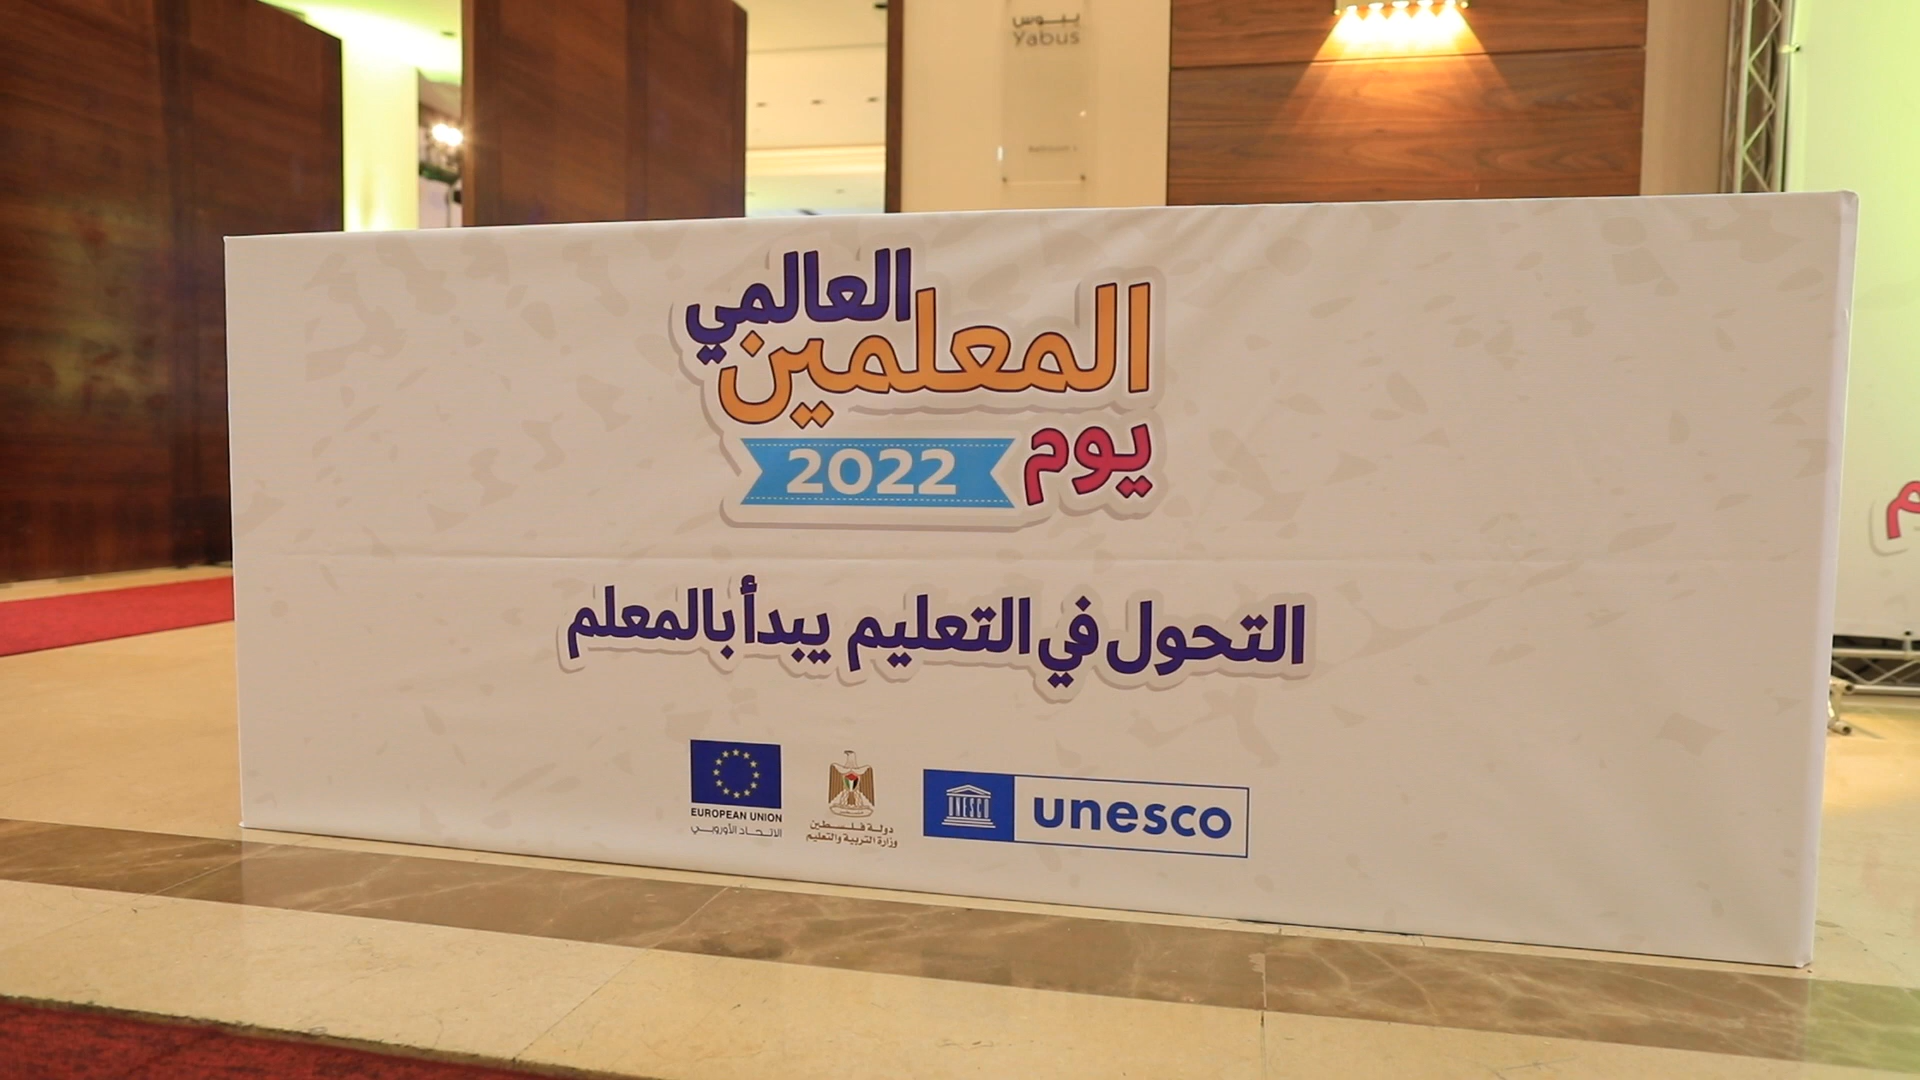 يبوس
Yabus
يوم المعلمين العالمي
2022
التحول في التعليم يبدأ بالمعلم
EUROPEAN UNION
الاتحاد الأوروبي
دولة فلسطين
وزارة التربية والتعليم
UNESCO
unesco